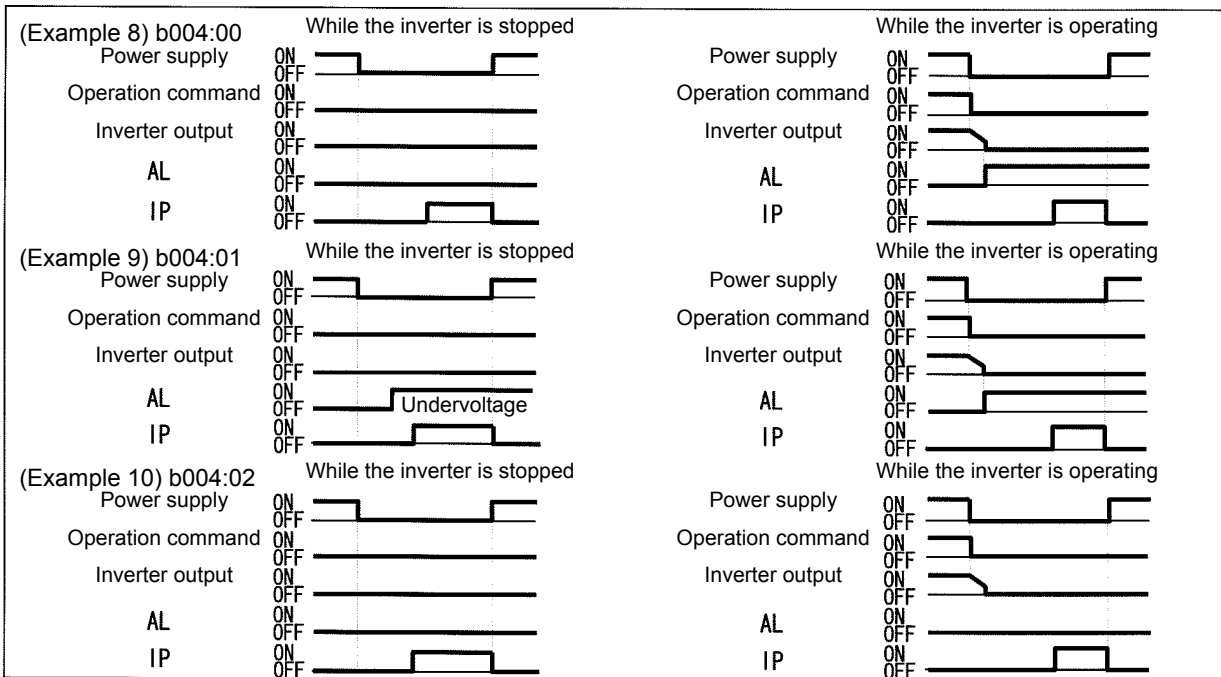 (Example 8) b004:00
While the inverter is stopped
While the inverter is operating
Power supply ON OFF
Power supply ON OFF
Operation command ON OFF
Operation command ON OFF
Inverter output ON OFF
Inverter output ON OFF
AL ON OFF
AL ON OFF
IP ON OFF
IP ON OFF
(Example 9) b004:01
While the inverter is stopped
While the inverter is operating
Power supply ON OFF
Power supply ON OFF
Operation command ON OFF
Operation command ON OFF
Inverter output ON OFF
Inverter output ON OFF
AL ON OFF Undervoltage
AL ON OFF
IP ON OFF
IP ON OFF
(Example 10) b004:02
While the inverter is stopped
While the inverter is operating
Power supply ON OFF
Power supply ON OFF
Operation command ON OFF
Operation command ON OFF
Inverter output ON OFF
Inverter output ON OFF
AL ON OFF
AL ON OFF
IP ON OFF
IP ON OFF